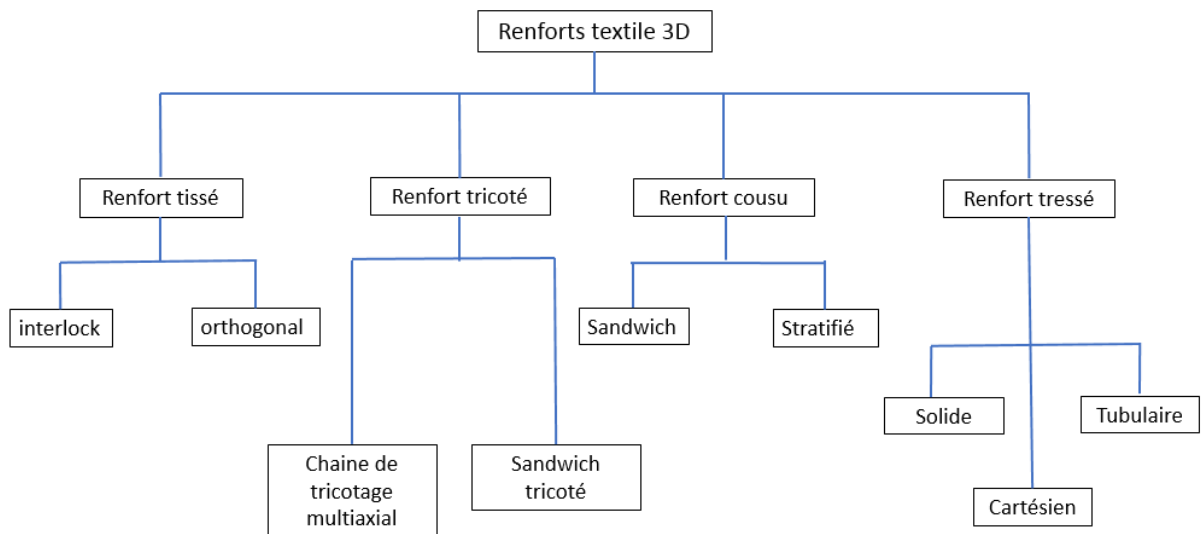 Renforts textile 3D
Renfort tissé
Renfort tricoté
Renfort cousu
Renfort tressé
interlock
orthogonal
Sandwich
Stratifié
Solide
Tubulaire
Chaine de
tricotage
multiaxial
Sandwich
tricoté
Cartésien